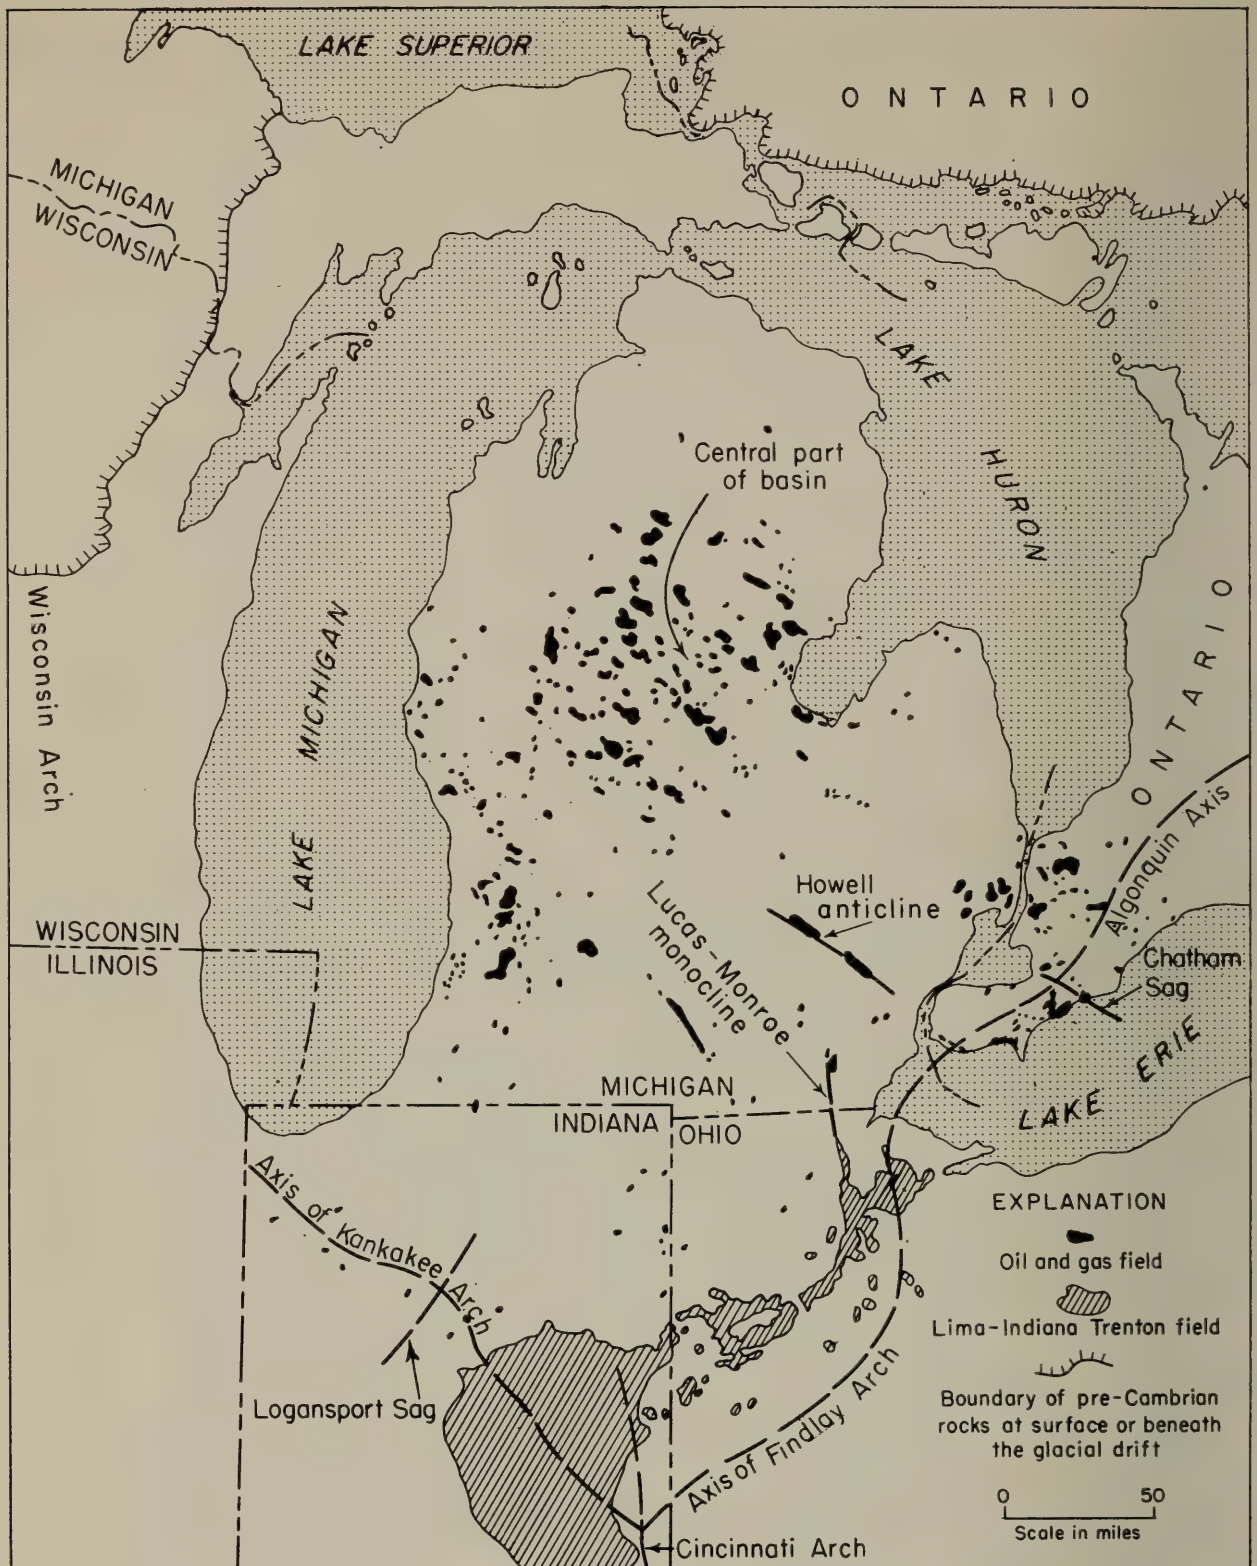 LAKE SUPERIOR
ONTARIO
MICHIGAN
WISCONSIN
LAKE
HURON
Central part
of basin
Wisconsin Arch
LAKE MICHIGAN
ONTARIO
Algonquin Axis
Howell
anticline
Lucas-Monroe
monocline
WISCONSIN
ILLINOIS
Chatham
Sag
LAKE ERIE
MICHIGAN
INDIANA
OHIO
Axis of Kankakee Arch
Logansport Sag
Axis of Findlay Arch
Cincinnati Arch
EXPLANATION
Oil and gas field
Lima-Indiana Trenton field
Boundary of pre-Cambrian
rocks at surface or beneath
the glacial drift
0 50
Scale in miles